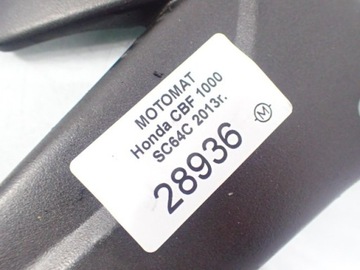 MOTOMAT
Honda CBF 1000
SC64C 2013r.
28936
M